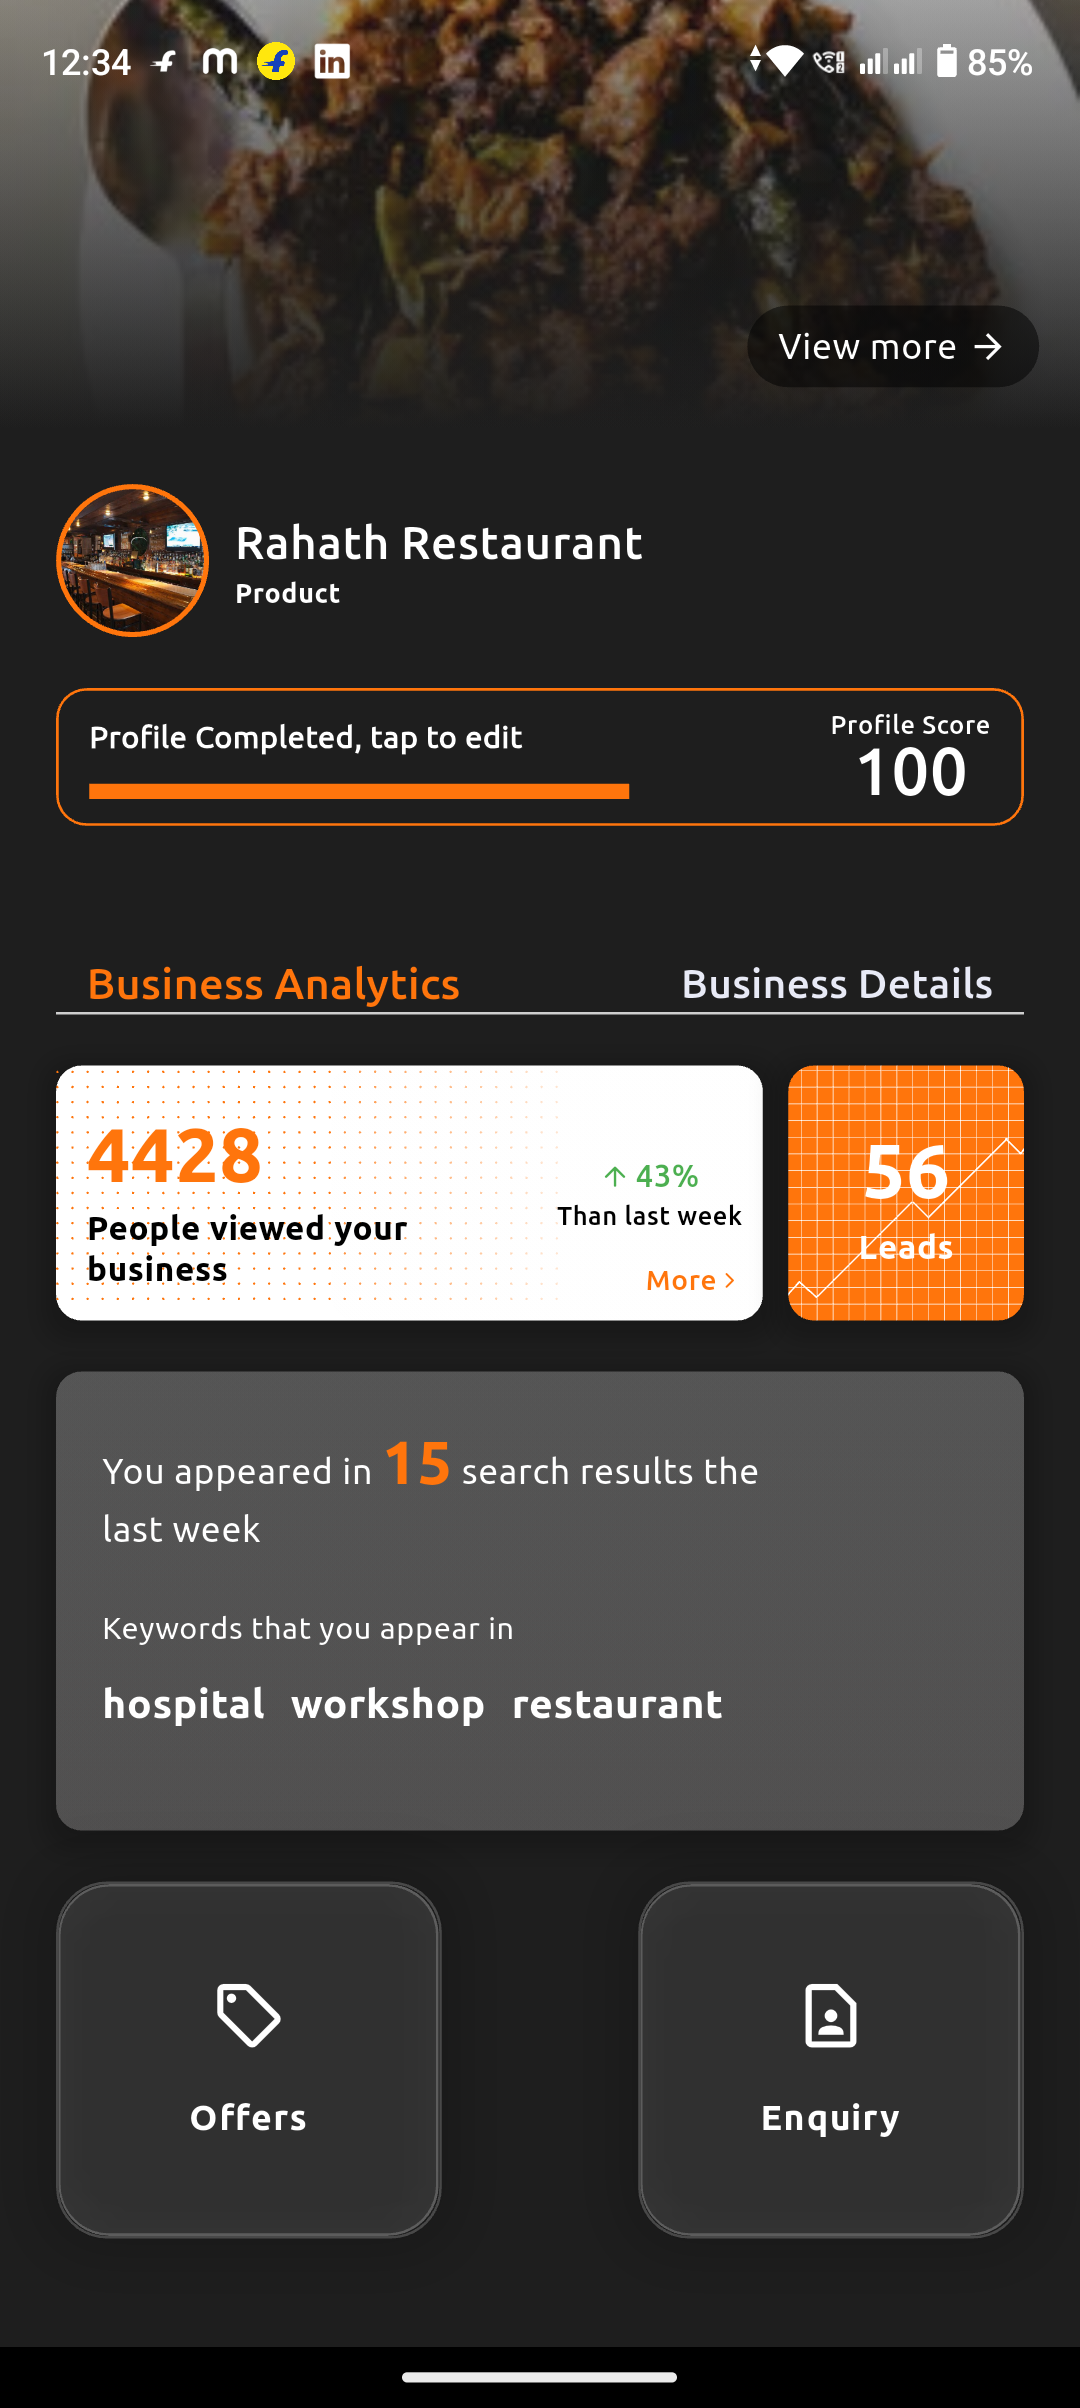 12:34
85%
View more
Rahath Restaurant
Product
Profile Completed, tap to edit
Profile Score
100
Business Analytics
Business Details
4428
People viewed your
business
43%
Than last week
More
56
Leads
You appeared in 15 search results the
last week
Keywords that you appear in
hospital workshop restaurant
Offers
Enquiry